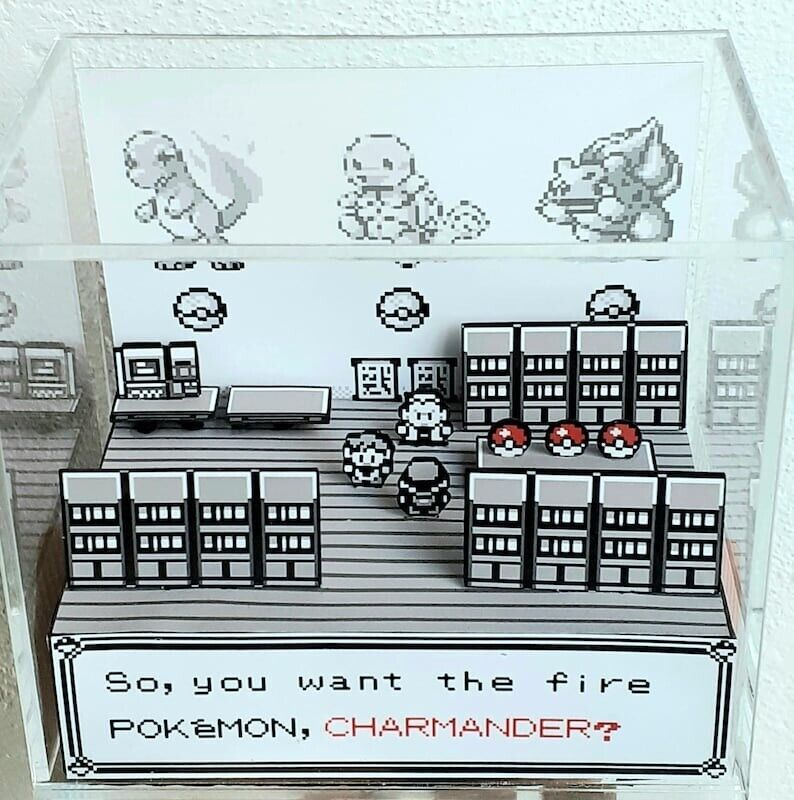 So, you want the fire
POKéMON, CHARMANDER?